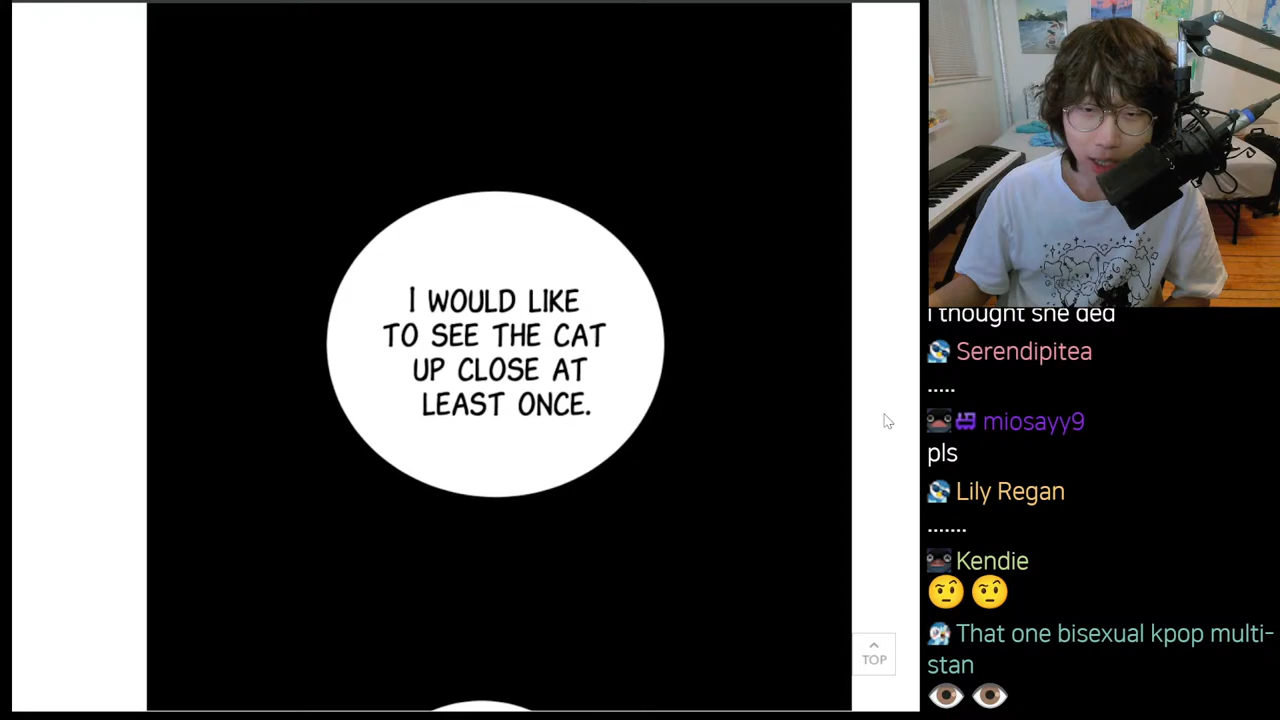 I WOULD LIKE
TO SEE THE CAT
UP CLOSE AT
LEAST ONCE.
TOP
i thought she ded
Serendipitea
.....
miosayy9
pls
Lily Regan
.......
Kendie
🤨 🤨
That one bisexual kpop multi-
stan
👁️ 👁️